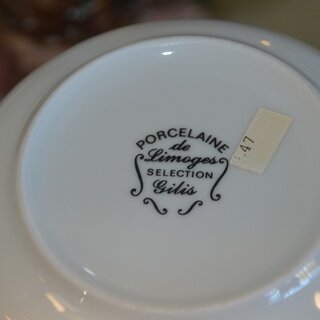 PORCELAINE
de
Limoges
SELECTION
Gilis
.47